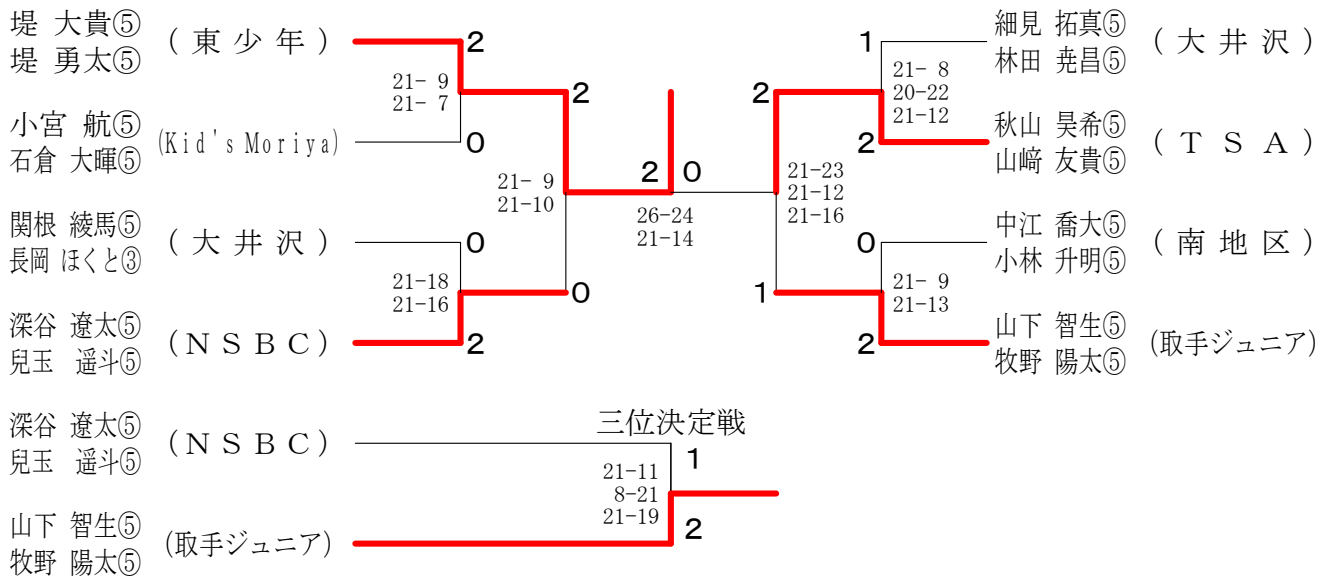 堤 大貴⑤
堤 勇太⑤
(東少年)
2
21- 9
21- 7
小宮 航⑤
石倉 大暉⑤
(Kid's Moriya)
0
2
21- 9
21-10
関根 綾馬⑤
長岡 ほくと③
(大井沢)
0
21-18
21-16
0
深谷 遼太⑤
兒玉 遥斗⑤
(NSBC)
2
2 0
26-24
21-14
細見 拓真⑤
林田 尭昌⑤
(大井沢)
1
21- 8
20-22
21-12
2
秋山 昊希⑤
山﨑 友貴⑤
(TSA)
2
21-23
21-12
21-16
中江 喬大⑤
小林 升明⑤
(南地区)
0
21- 9
21-13
1
山下 智生⑤
牧野 陽太⑤
(取手ジュニア)
2
三位決定戦
深谷 遼太⑤
兒玉 遥斗⑤
(NSBC)
1
21-11
8-21
21-19
山下 智生⑤
牧野 陽太⑤
(取手ジュニア)
2